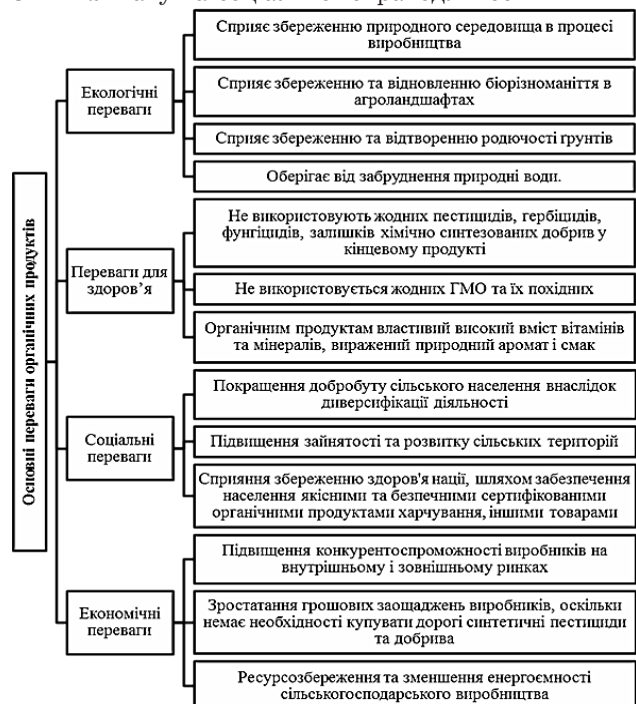 Основні переваги органічних продуктів
Екологічні
переваги
Сприяє збереженню природного середовища в процесі
виробництва
Сприяє збереженню та відновленню біорізноманіття в
агроландшафтах
Сприяє збереженню та відтворенню родючості ґрунтів
Оберігає від забруднення природні води.
Переваги для
здоров’я
Не використовують жодних пестицидів, гербіцидів,
фунгіцидів, залишків хімічно синтезованих добрив у
кінцевому продукті
Не використовується жодних ГМО та їх похідних
Органічним продуктам властивий високий вміст вітамінів
та мінералів, виражений природний аромат і смак
Соціальні
переваги
Покращення добробуту сільського населення внаслідок
диверсифікації діяльності
Підвищення зайнятості та розвитку сільських територій
Сприяння збереженню здоров'я нації, шляхом забезпечення
населення якісними та безпечними сертифікованими
органічними продуктами харчування, іншими товарами
Економічні
переваги
Підвищення конкурентоспроможності виробників на
внутрішньому і зовнішньому ринках
Зростання грошових заощаджень виробників, оскільки
немає необхідності купувати дорогі синтетичні пестициди
та добрива
Ресурсозбереження та зменшення енергоємності
сільськогосподарського виробництва